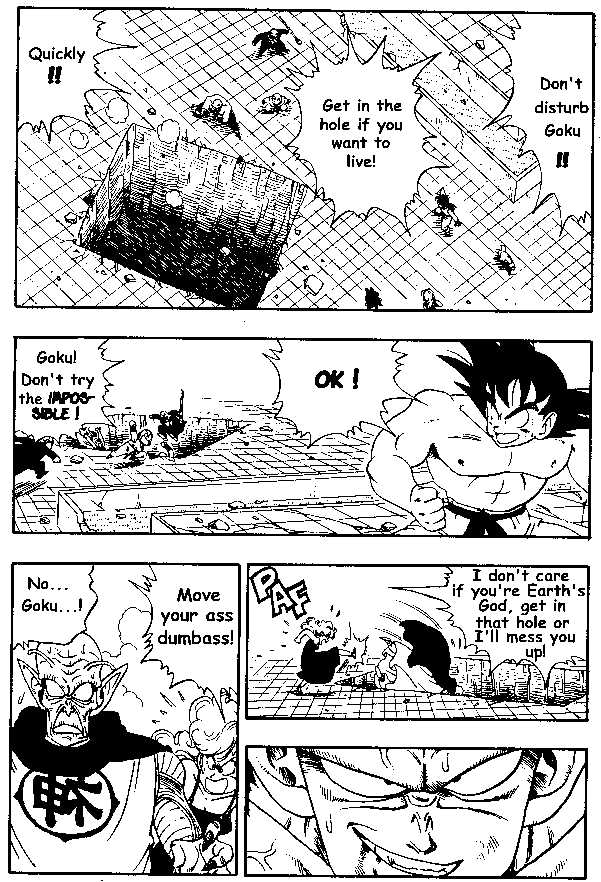 Quickly
!!
Get in the
hole if you
want to
live!
Don't
disturb
Goku
!!
Goku!
Don't try
the IMPOS-
SIBLE !
OK !
No...
Goku...!
Move
your ass
dumbass!
PAF
I don't care
if you're Earth's
God, get in
that hole or
I'll mess you
up!